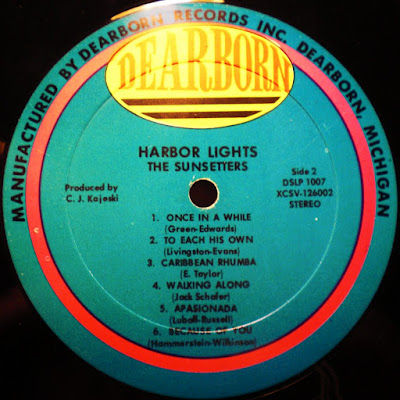 MANUFACTURED BY DEARBORN RECORDS INC. DEARBORN, MICHIGAN
DEARBORN
HARBOR LIGHTS
THE SUNSETTERS
Side 2
DSLP 1007
XCSV-126002
STEREO
Produced by
C. J. Kajeski
1. ONCE IN A WHILE
(Green-Edwards)
2. TO EACH HIS OWN
(Livingston-Evans)
3. CARIBBEAN RHUMBA
(E. Taylor)
4. WALKING ALONG
(Jack Schafer)
5. APASIONADA
(Luboff-Russell)
6. BECAUSE OF YOU
(Hammerstein-Wilkinson)